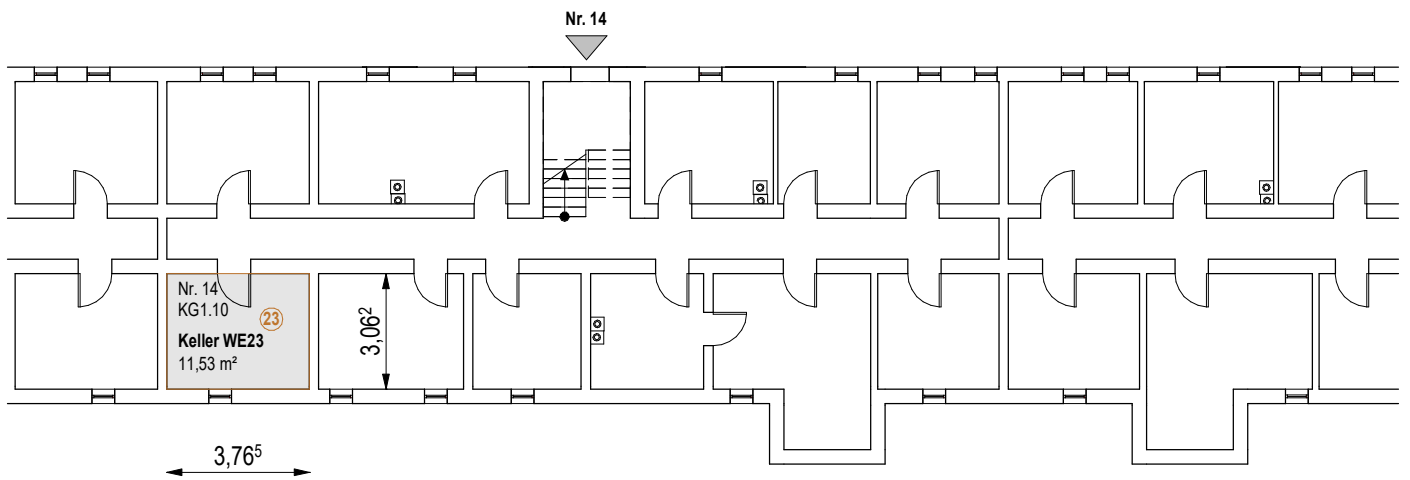 Nr. 14
Nr. 14
KG1.10
23
Keller WE23
11,53 m²
3,06²
3,76⁵